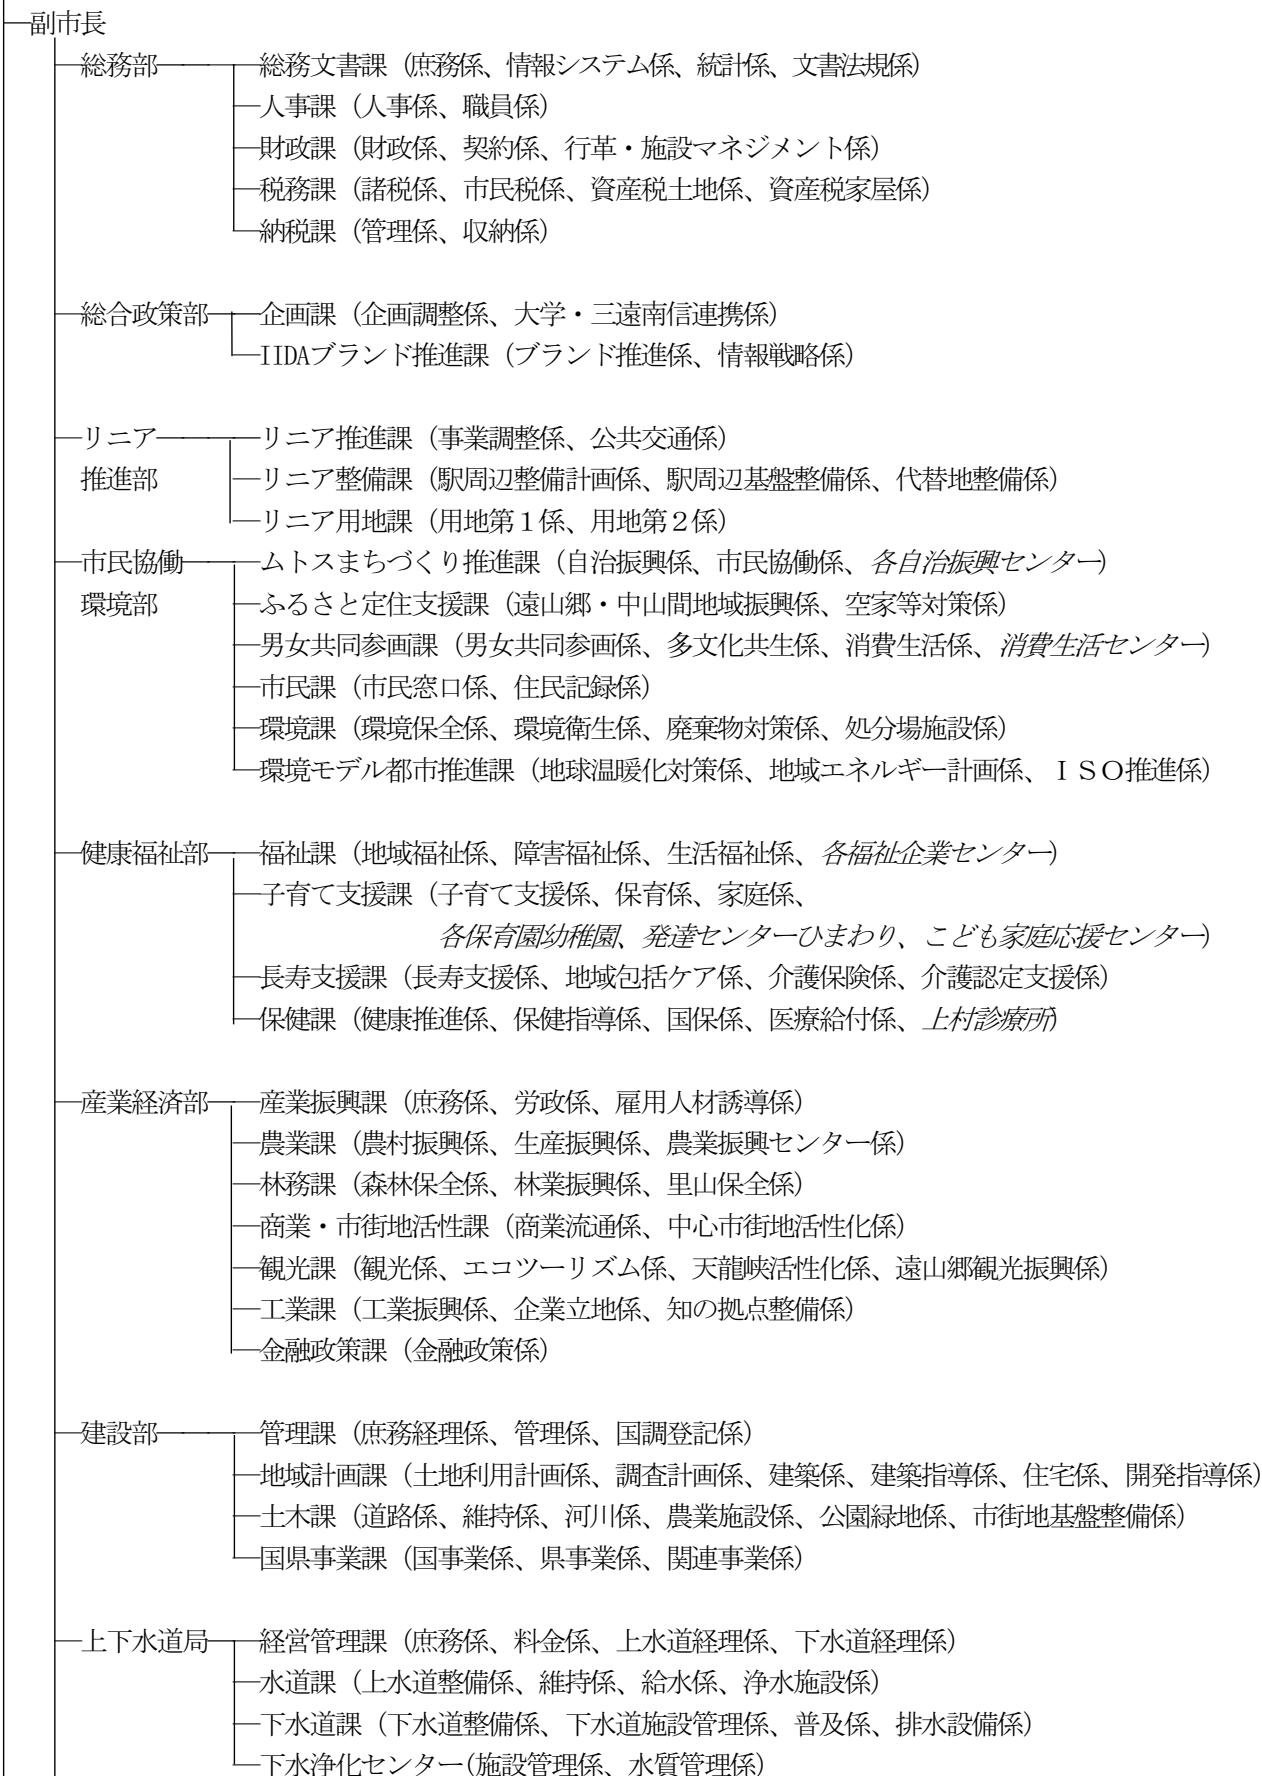 副市長
総務部 総務文書課（庶務係、情報システム係、統計係、文書法規係）
人事課（人事係、職員係）
財政課（財政係、契約係、行革・施設マネジメント係）
税務課（諸税係、市民税係、資産税土地係、資産税家屋係）
納税課（管理係、収納係）
総合政策部 企画課（企画調整係、大学・三遠南信連携係）
IIDAブランド推進課（ブランド推進係、情報戦略係）
リニア リニア推進課（事業調整係、公共交通係）
推進部 リニア整備課（駅周辺整備計画係、駅周辺基盤整備係、代替地整備係）
リニア用地課（用地第１係、用地第２係）
市民協働 ムトスまちづくり推進課（自治振興係、市民協働係、各自治振興センター）
環境部 ふるさと定住支援課（遠山郷・中山間地域振興係、空家等対策係）
男女共同参画課（男女共同参画係、多文化共生係、消費生活係、消費生活センター）
市民課（市民窓口係、住民記録係）
環境課（環境保全係、環境衛生係、廃棄物対策係、処分場施設係）
環境モデル都市推進課（地球温暖化対策係、地域エネルギー計画係、ＩＳＯ推進係）
健康福祉部 福祉課（地域福祉係、障害福祉係、生活福祉係、各福祉企業センター）
子育て支援課（子育て支援係、保育係、家庭係、
各保育園幼稚園、発達センターひまわり、こども家庭応援センター）
長寿支援課（長寿支援係、地域包括ケア係、介護保険係、介護認定支援係）
保健課（健康推進係、保健指導係、国保係、医療給付係、上村診療所）
産業経済部 産業振興課（庶務係、労政係、雇用人材誘導係）
農業課（農村振興係、生産振興係、農業振興センター係）
林務課（森林保全係、林業振興係、里山保全係）
商業・市街地活性課（商業流通係、中心市街地活性化係）
観光課（観光係、エコツーリズム係、天龍峡活性化係、遠山郷観光振興係）
工業課（工業振興係、企業立地係、知の拠点整備係）
金融政策課（金融政策係）
建設部 管理課（庶務経理係、管理係、国調登記係）
地域計画課（土地利用計画係、調査計画係、建築係、建築指導係、住宅係、開発指導係）
土木課（道路係、維持係、河川係、農業施設係、公園緑地係、市街地基盤整備係）
国県事業課（国事業係、県事業係、関連事業係）
上下水道局 経営管理課（庶務係、料金係、上水道経理係、下水道経理係）
水道課（上水道整備係、維持係、給水係、浄水施設係）
下水道課（下水道整備係、下水道施設管理係、普及係、排水設備係）
下水浄化センター(施設管理係、水質管理係）